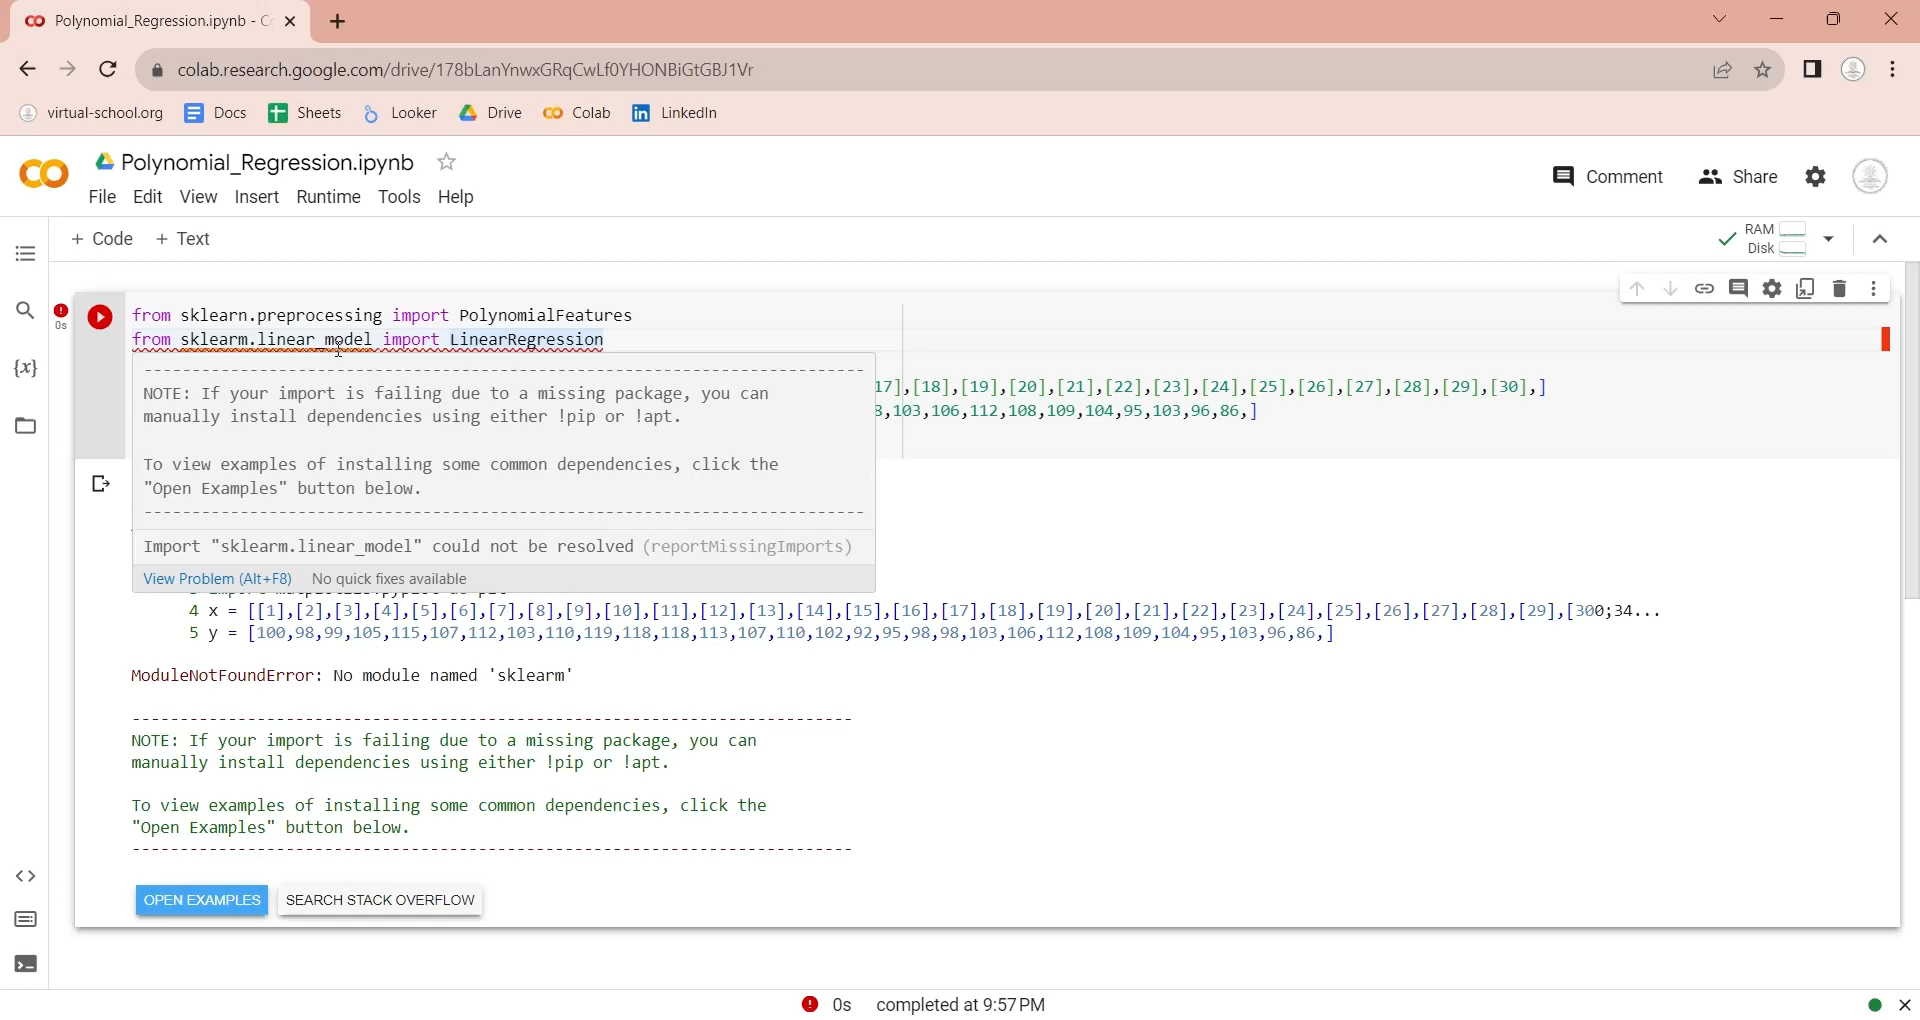 Polynomial_Regression.ipynb - C
colab.research.google.com/drive/178bLanYnwxGRqCwLf0YHONBiGtGBJ1Vr
virtual-school.org Docs Sheets Looker Drive Colab LinkedIn
Polynomial_Regression.ipynb
File Edit View Insert Runtime Tools Help
Comment Share
+ Code + Text
RAM
Disk
0s
from sklearn.preprocessing import PolynomialFeatures
from sklearm.linear_model import LinearRegression
17],[18],[19],[20],[21],[22],[23],[24],[25],[26],[27],[28],[29],[30],]
8,103,106,112,108,109,104,95,103,96,86,]
NOTE: If your import is failing due to a missing package, you can
manually install dependencies using either !pip or !apt.
To view examples of installing some common dependencies, click the
"Open Examples" button below.
Import "sklearm.linear_model" could not be resolved (reportMissingImports)
View Problem (Alt+F8) No quick fixes available
4 x = [[1],[2],[3],[4],[5],[6],[7],[8],[9],[10],[11],[12],[13],[14],[15],[16],[17],[18],[19],[20],[21],[22],[23],[24],[25],[26],[27],[28],[29],[300;34...
5 y = [100,98,99,105,115,107,112,103,110,119,118,118,113,107,110,102,92,95,98,98,103,106,112,108,109,104,95,103,96,86,]
ModuleNotFoundError: No module named 'sklearm'
NOTE: If your import is failing due to a missing package, you can
manually install dependencies using either !pip or !apt.
To view examples of installing some common dependencies, click the
"Open Examples" button below.
OPEN EXAMPLES SEARCH STACK OVERFLOW
0s completed at 9:57 PM